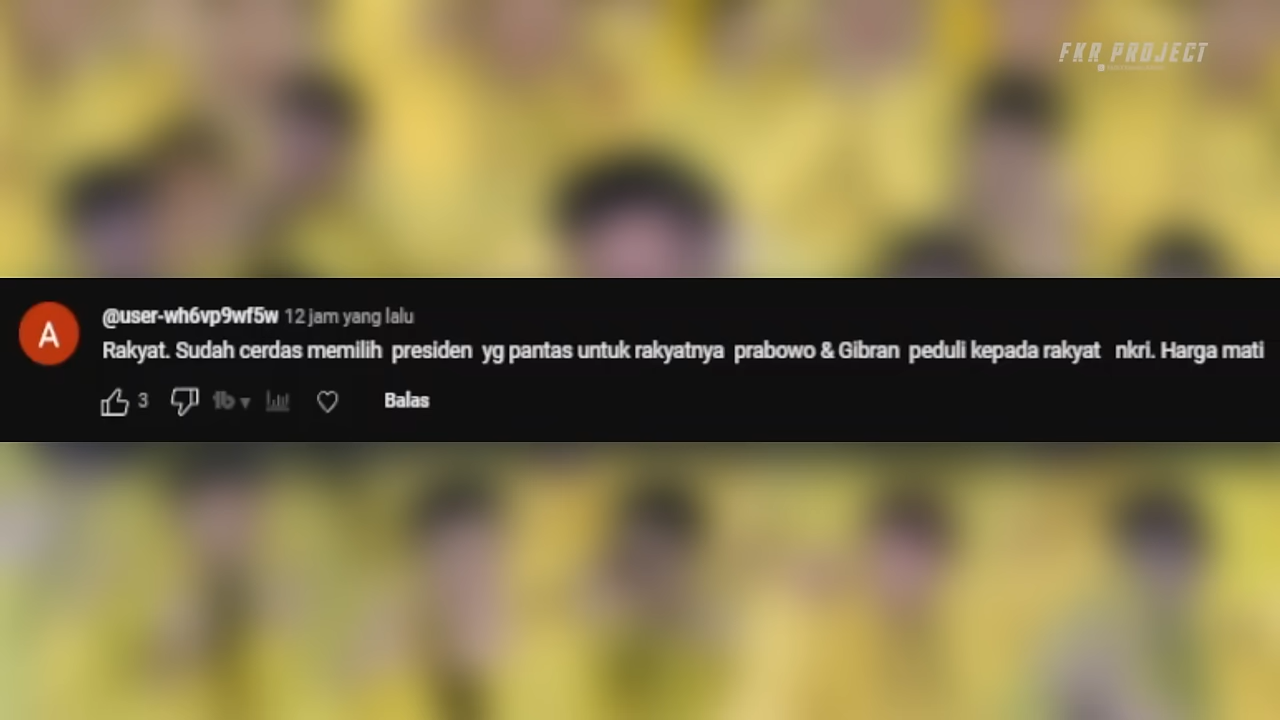 FKR PROJECT
@user-wh6vp9wf5w 12 jam yang lalu
Rakyat. Sudah cerdas memilih presiden yg pantas untuk rakyatnya prabowo & Gibran peduli kepada rakyat nkri. Harga mati
3
Balas